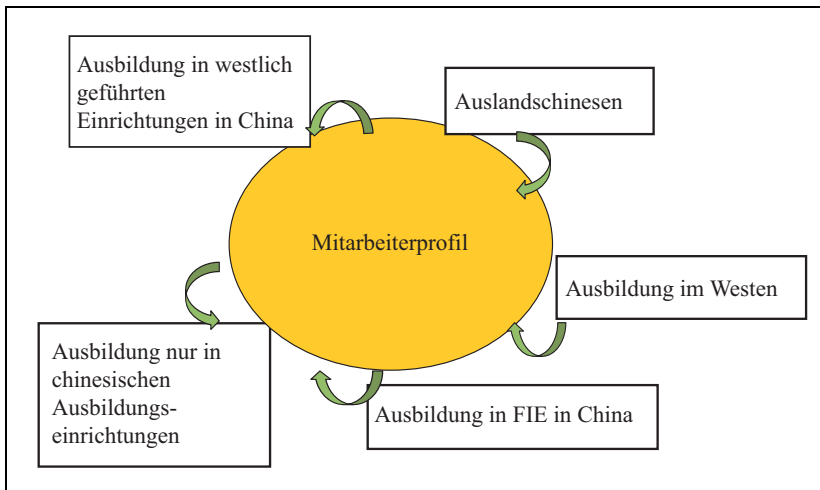 Ausbildung in westlich
geführten
Einrichtungen in China
Auslandschinesen
Mitarbeiterprofil
Ausbildung im Westen
Ausbildung nur in
chinesischen
Ausbildungs-
einrichtungen
Ausbildung in FIE in China